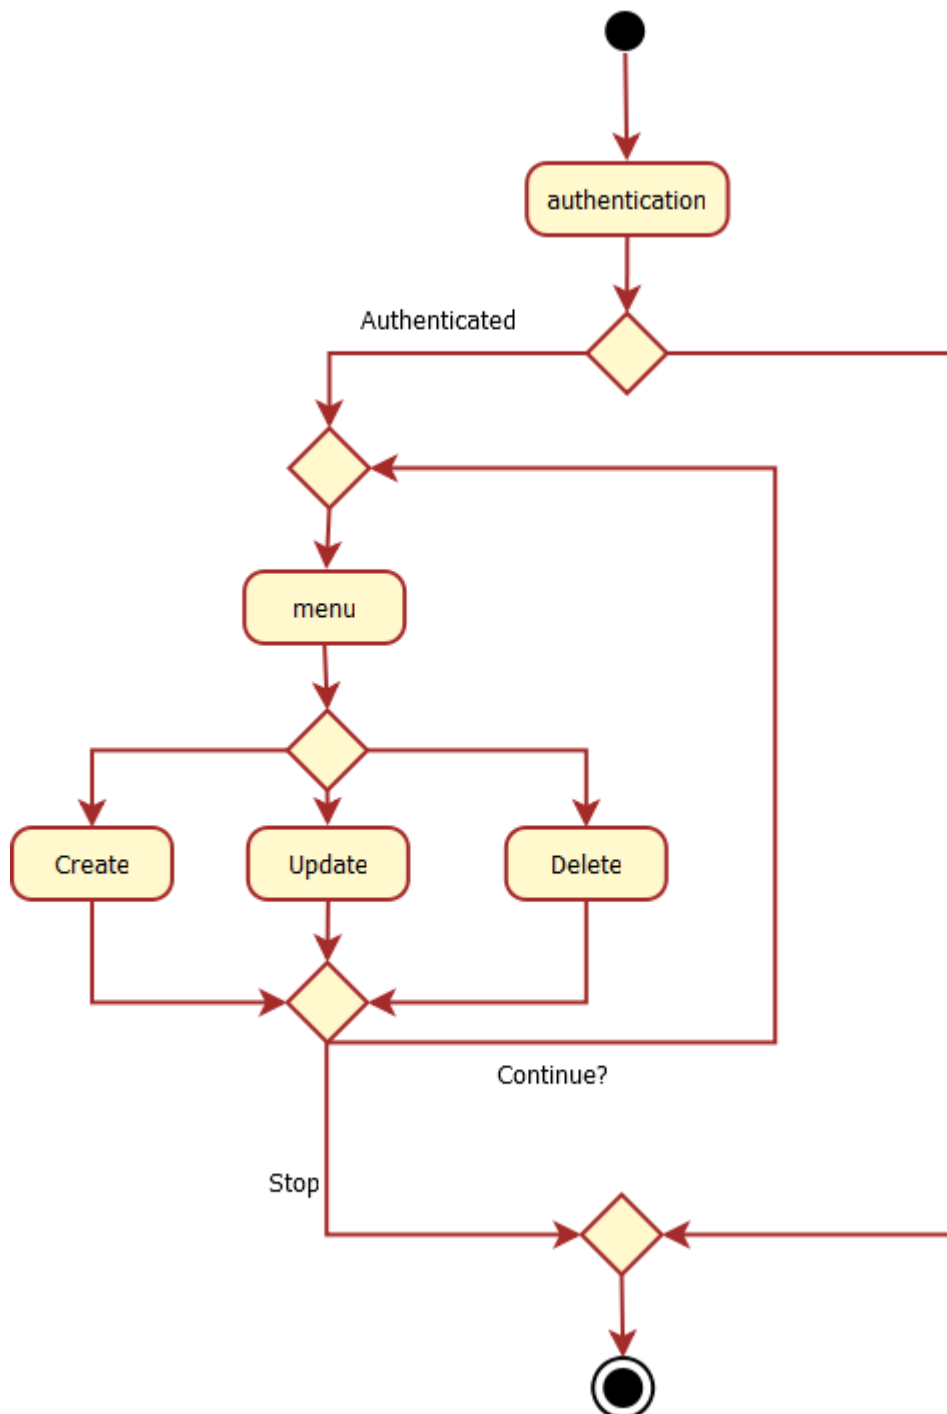 authentication
Authenticated
menu
Create
Update
Delete
Continue?
Stop